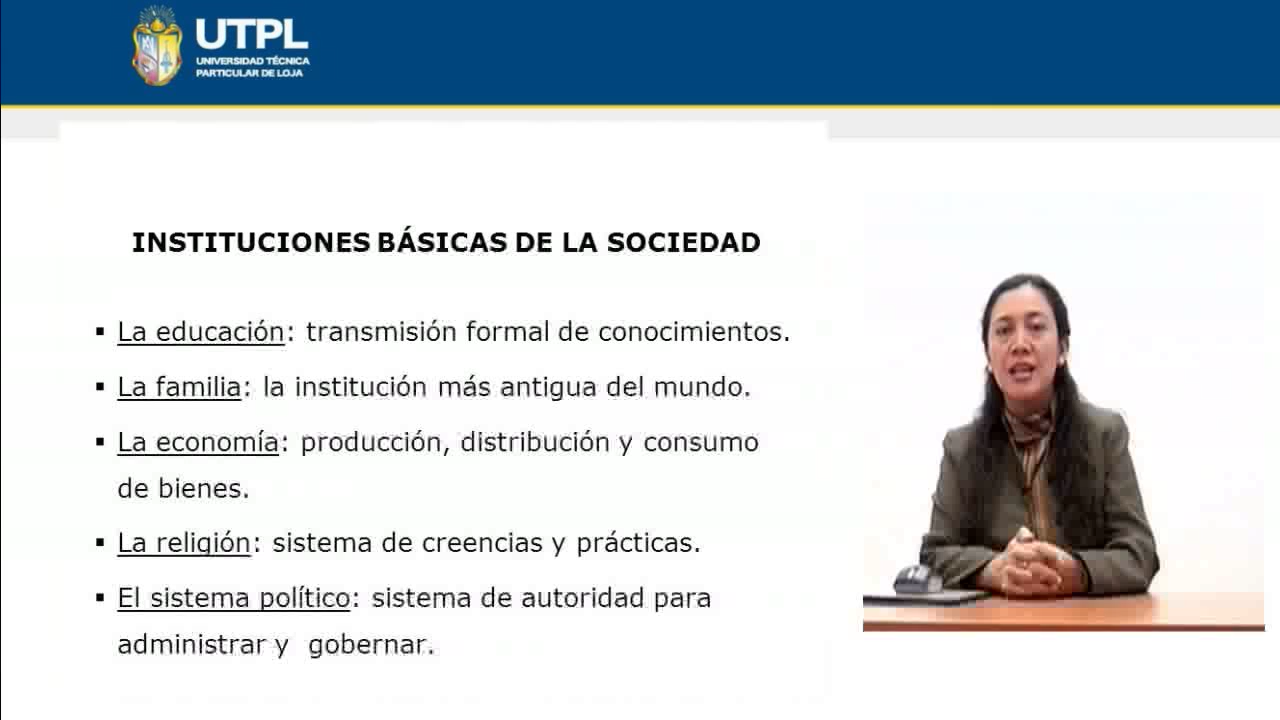 UTPL
UNIVERSIDAD TÉCNICA
PARTICULAR DE LOJA
INSTITUCIONES BÁSICAS DE LA SOCIEDAD
▪ La educación: transmisión formal de conocimientos.
▪ La familia: la institución más antigua del mundo.
▪ La economía: producción, distribución y consumo
de bienes.
▪ La religión: sistema de creencias y prácticas.
▪ El sistema político: sistema de autoridad para
administrar y gobernar.